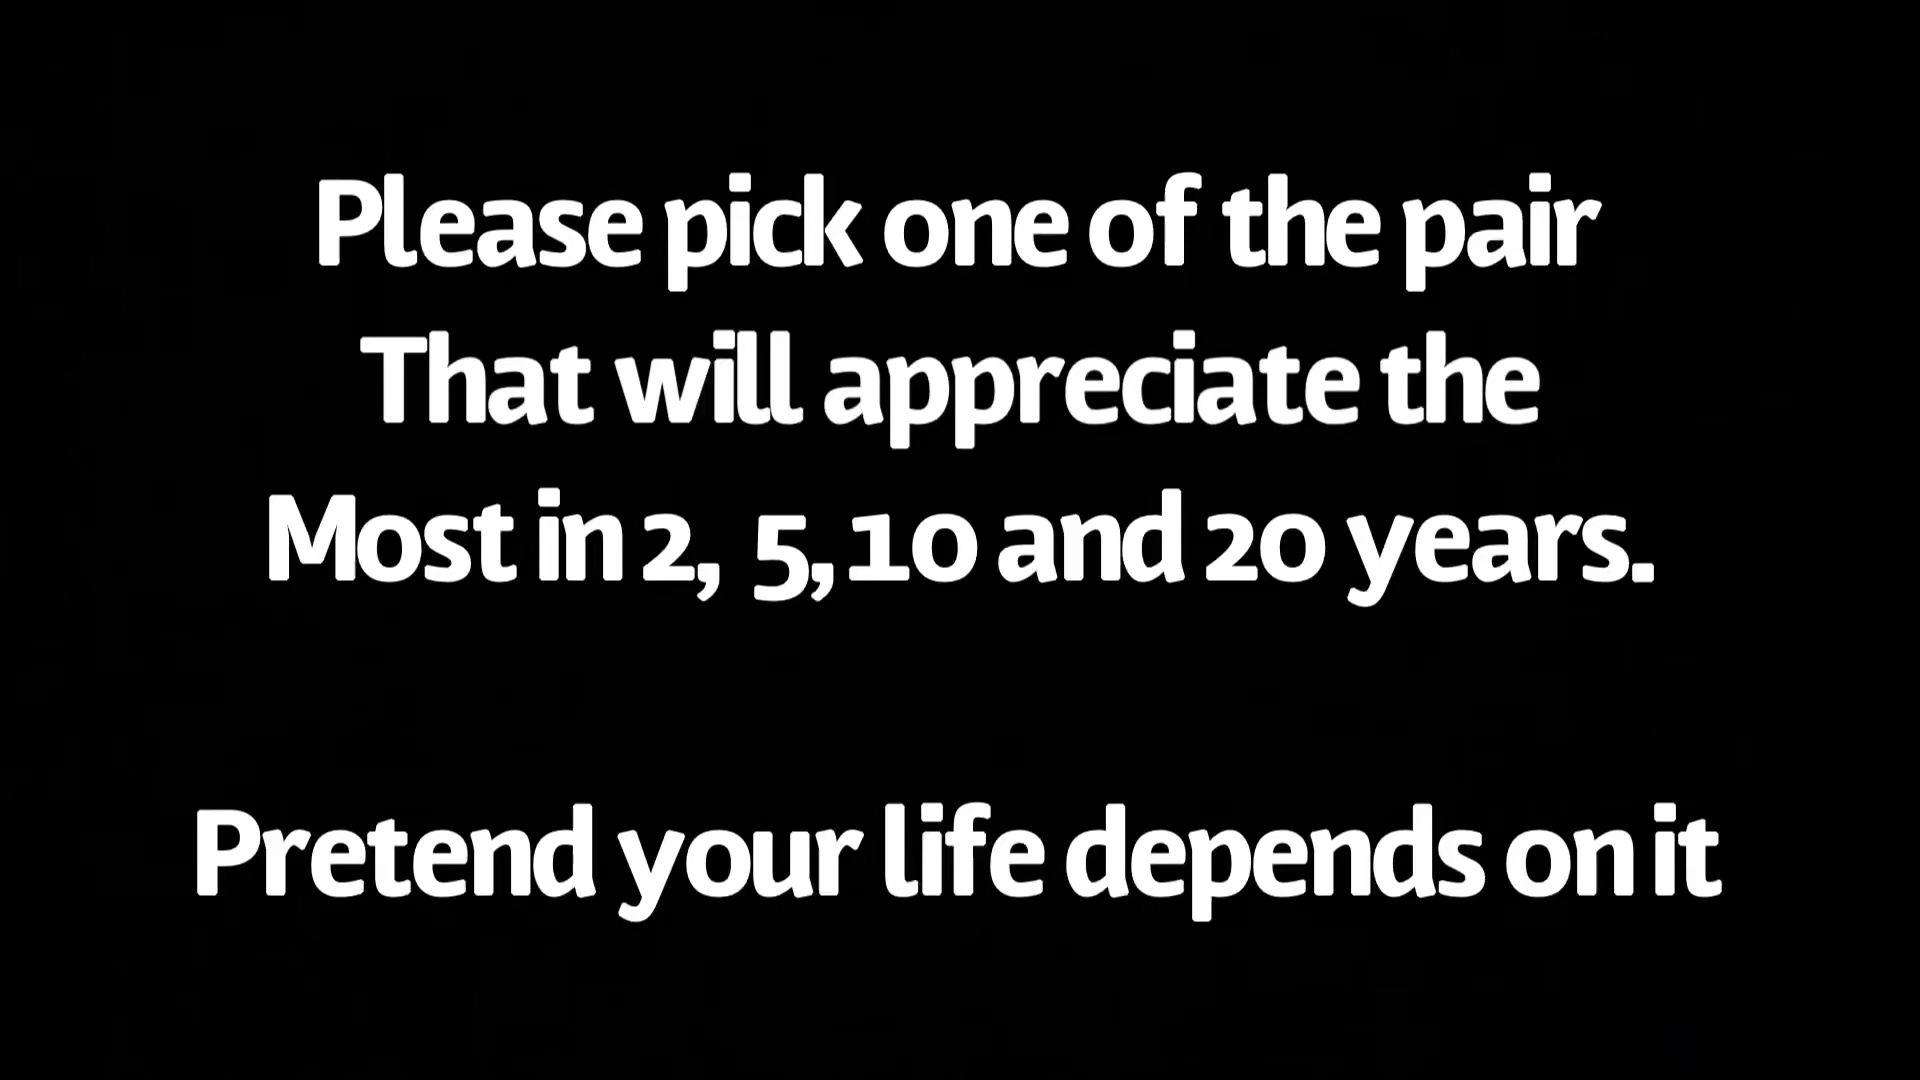 Please pick one of the pair
That will appreciate the
Most in 2, 5, 10 and 20 years.
Pretend your life depends on it